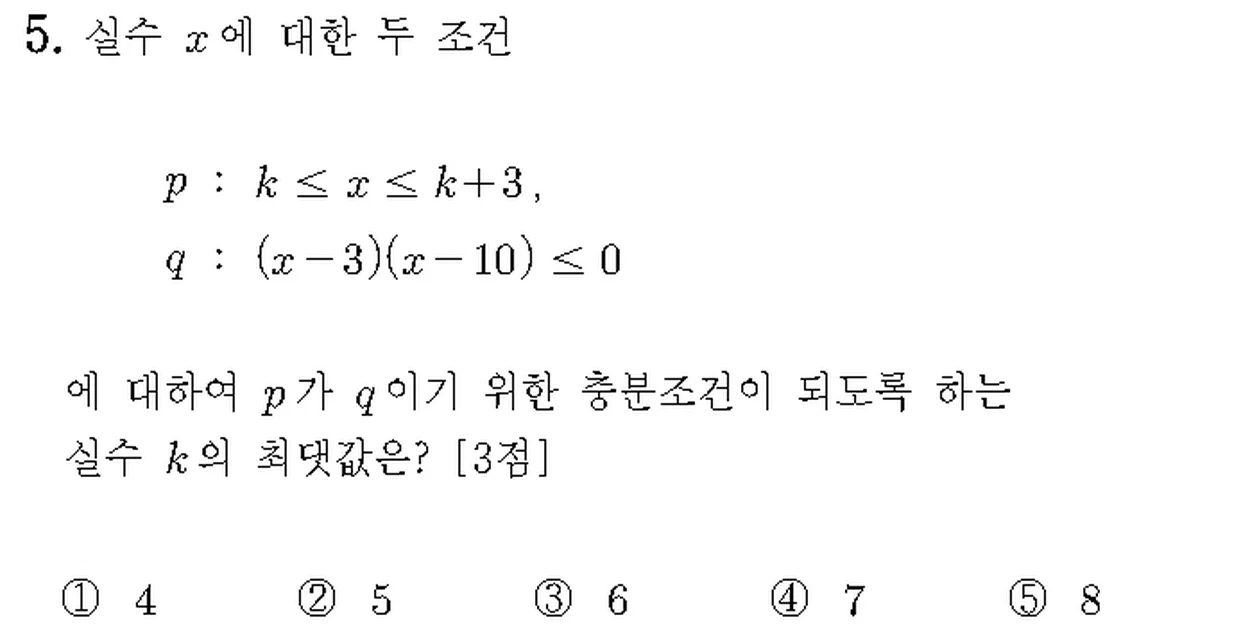 5. 실수 x에 대한 두 조건
p : k ≤ x ≤ k+3,
q : (x-3)(x-10) ≤ 0
에 대하여 p가 q이기 위한 충분조건이 되도록 하는
실수 k의 최댓값은? [3점]
① 4 ② 5 ③ 6 ④ 7 ⑤ 8